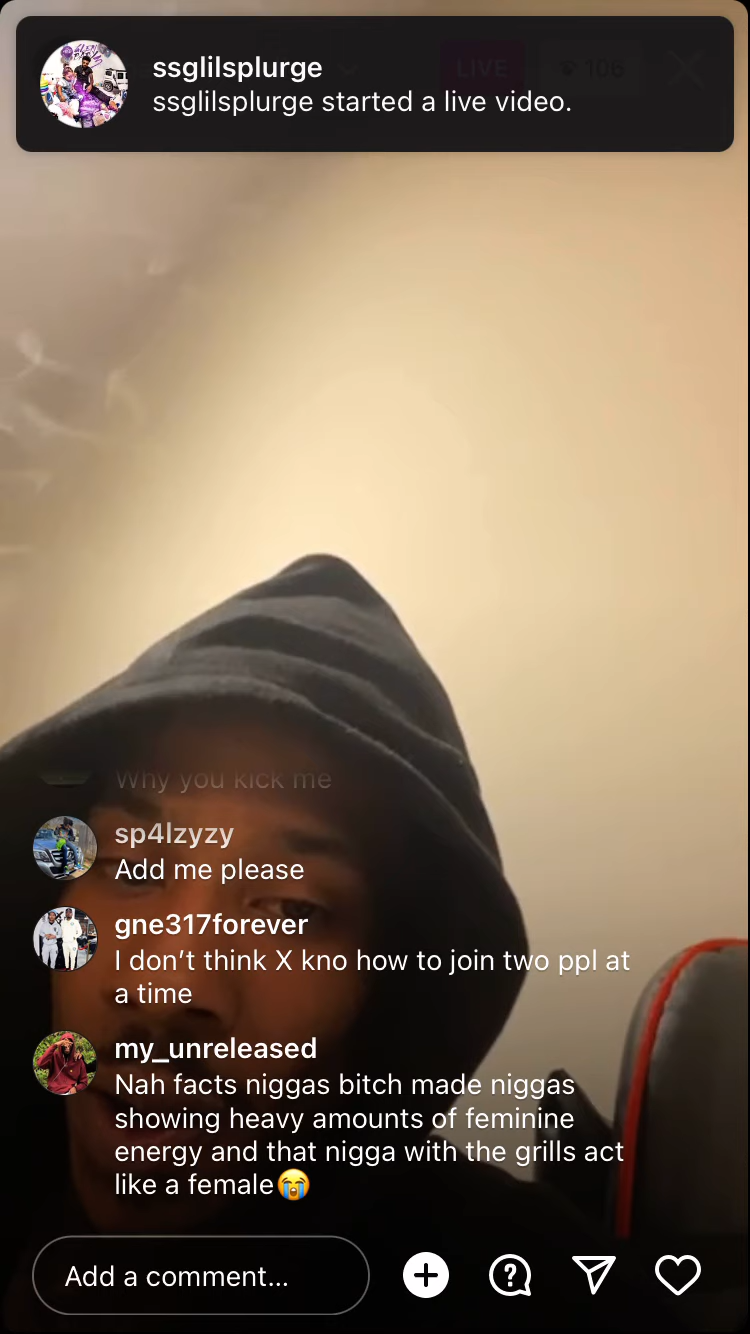 ssglilsplurge
ssglilsplurge started a live video.
LIVE
106
Why you kick me
sp4lzyzy
Add me please
gne317forever
I don’t think X kno how to join two ppl at
a time
my_unreleased
Nah facts niggas bitch made niggas
showing heavy amounts of feminine
energy and that nigga with the grills act
like a female😭
Add a comment...